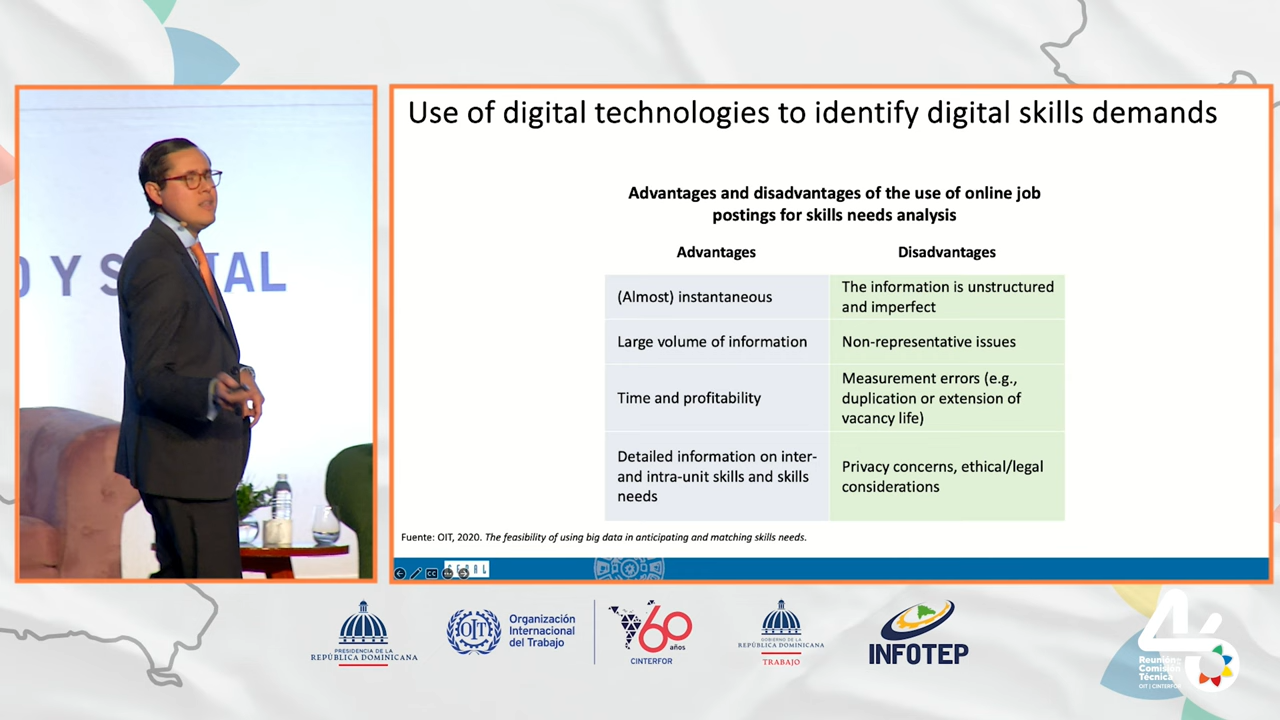 D Y S
TAL
Use of digital technologies to identify digital skills demands
Advantages and disadvantages of the use of online job
postings for skills needs analysis
Advantages
Disadvantages
(Almost) instantaneous
The information is unstructured
and imperfect
Large volume of information
Non-representative issues
Time and profitability
Measurement errors (e.g.,
duplication or extension of
vacancy life)
Detailed information on inter-
and intra-unit skills and skills
needs
Privacy concerns, ethical/legal
considerations
Fuente: OIT, 2020. The feasibility of using big data in anticipating and matching skills needs.
PRESIDENCIA DE LA
REPÚBLICA DOMINICANA
OIT
Organización
Internacional
del Trabajo
60
años
CINTERFOR
GOBIERNO DE LA
REPÚBLICA DOMINICANA
TRABAJO
INFOTEP
46
Reunión
Comisión
Técnica
OIT | CINTERFOR